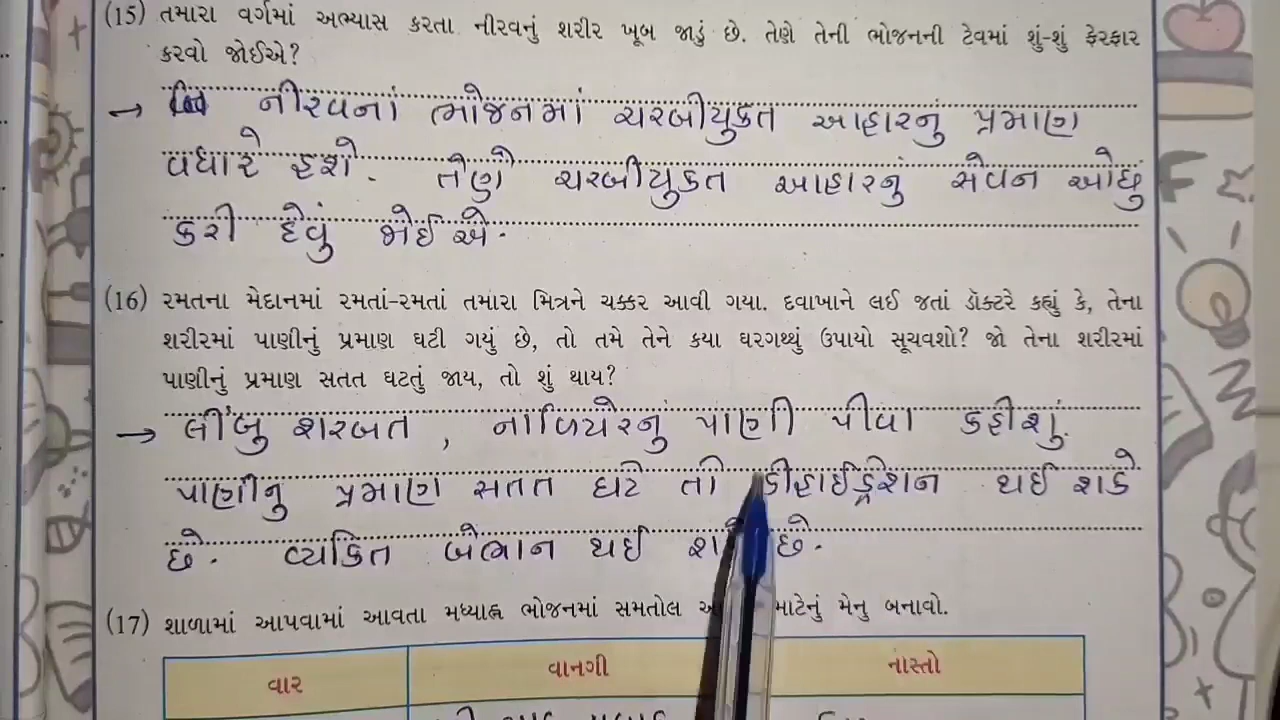 (15) તમારા વર્ગમાં અભ્યાસ કરતા નીરવનું શરીર ખૂબ જાડું છે. તેણે તેની ભોજનની ટેવમાં શું-શું ફેરફાર
કરવો જોઈએ?
→ નીરવનાં ભોજનમાં ચરબીયુકત આહારનું પ્રમાણ
વધારે હશે. તેણે ચરબીયુકત આહારનું સેવન ઓછું
કરી દેવું જોઈએ.
(16) રમતના મેદાનમાં રમતાં-રમતાં તમારા મિત્રને ચક્કર આવી ગયા. દવાખાને લઈ જતાં ડૉક્ટરે કહ્યું કે, તેના
શરીરમાં પાણીનું પ્રમાણ ઘટી ગયું છે, તો તમે તેને કયા ઘરગથ્થું ઉપાયો સૂચવશો? જો તેના શરીરમાં
પાણીનું પ્રમાણ સતત ઘટતું જાય, તો શું થાય?
→ લીંબુ શરબત , નાળિયેરનું પાણી પીવા કહીશું.
પાણીનુ પ્રમાણ સતત ઘટે તો ડીહાઈડ્રેશન થઈ શકે
છે. વ્યકિત બેભાન થઈ છે.
(17) શાળામાં આપવામાં આવતા મધ્યાહ્ન ભોજનમાં સમતોલ માટેનું મેનુ બનાવો.
વાર વાનગી નાસ્તો